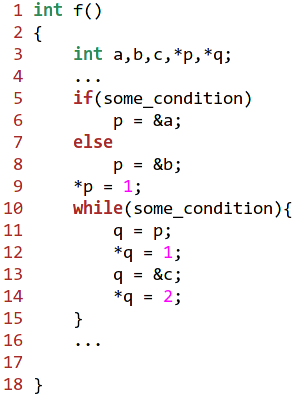 1 int f()
2 {
3     int a,b,c,*p,*q;
4     ...
5     if(some_condition)
6         p = &a;
7     else
8         p = &b;
9     *p = 1;
10     while(some_condition){
11         q = p;
12         *q = 1;
13         q = &c;
14         *q = 2;
15     }
16     ...
17
18 }